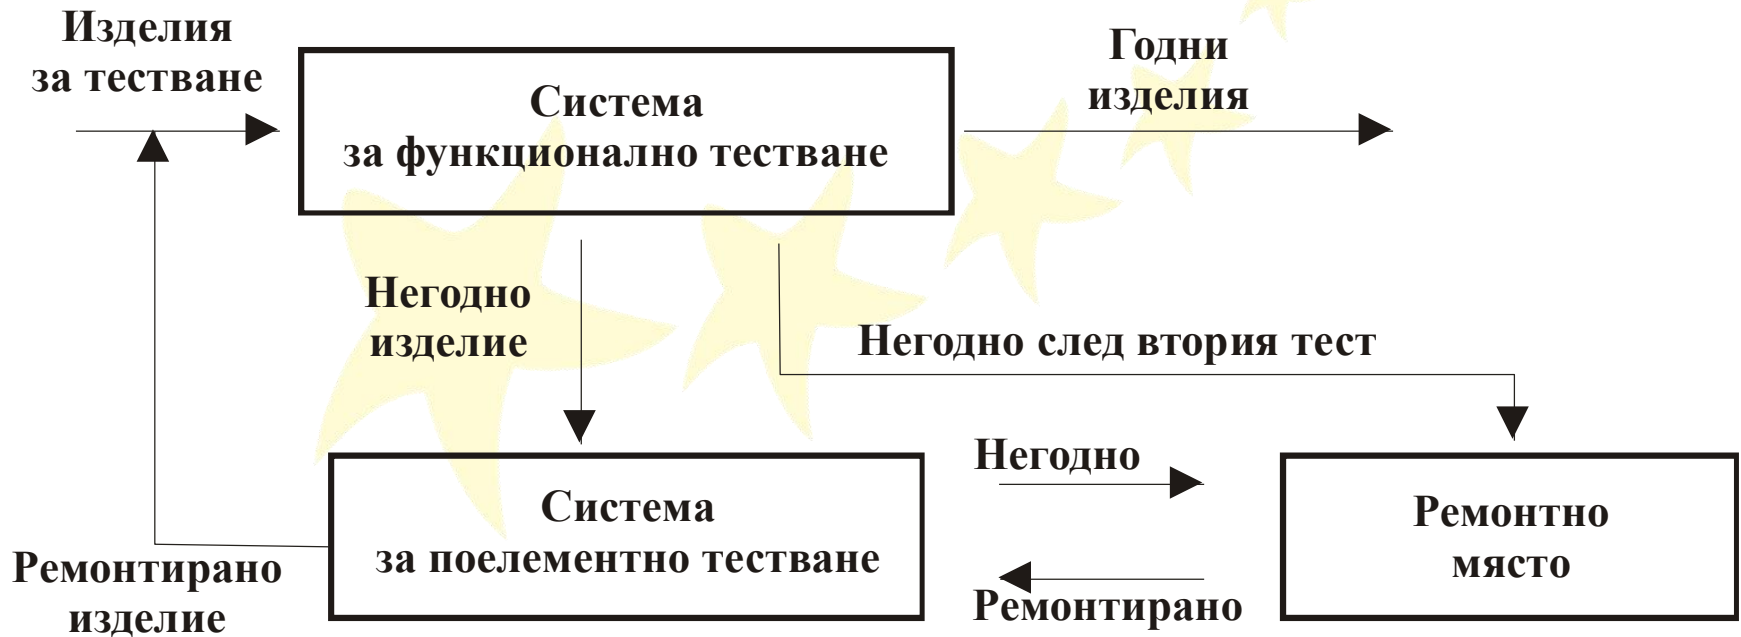 Изделия
за тестване
Система
за функционално тестване
Годни
изделия
Негодно
изделие
Негодно след втория тест
Система
за поелементно тестване
Негодно
Ремонтирано
Ремонтно
място
Ремонтирано
изделие